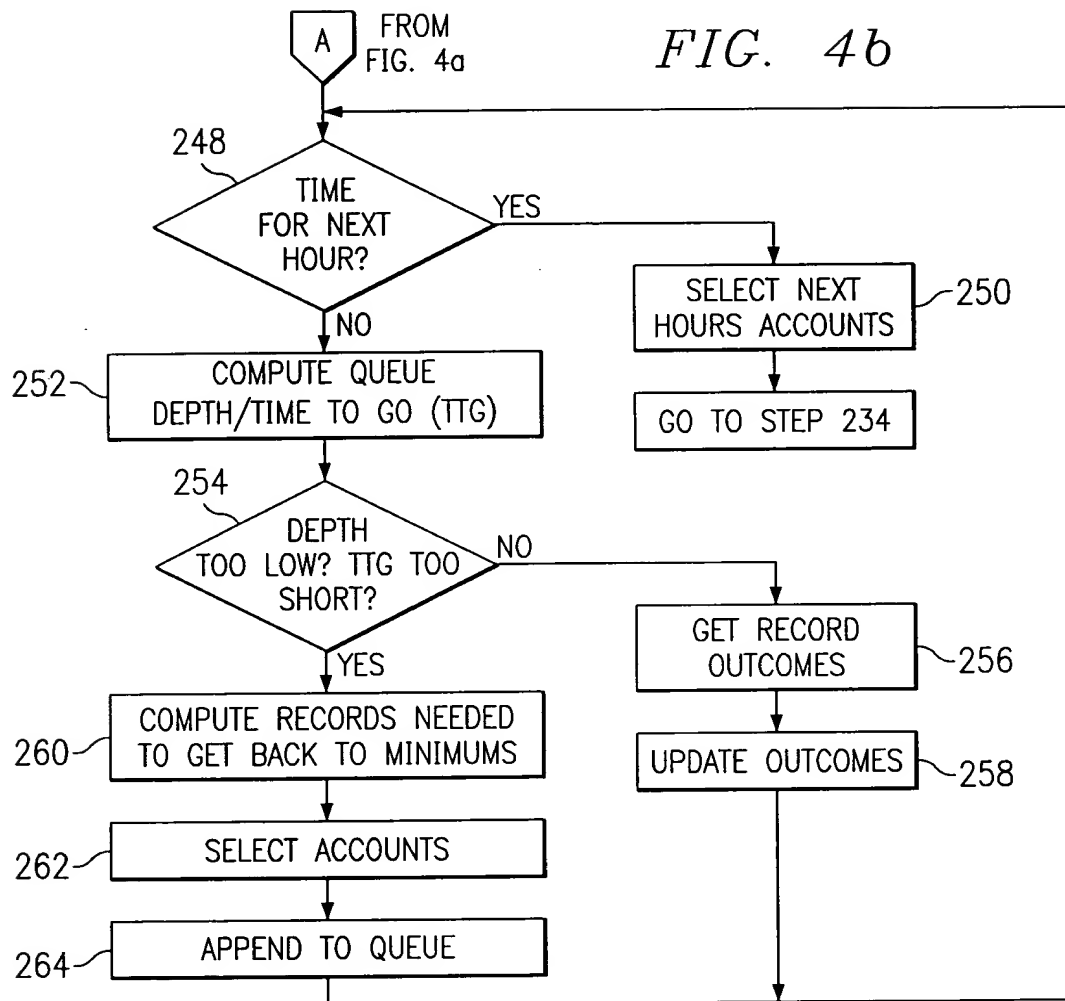 A
FROM
FIG. 4a
FIG. 4b
248
TIME
FOR NEXT
HOUR?
YES
NO
SELECT NEXT
HOURS ACCOUNTS
250
GO TO STEP 234
252
COMPUTE QUEUE
DEPTH/TIME TO GO (TTG)
254
DEPTH
TOO LOW? TTG TOO
SHORT?
NO
YES
GET RECORD
OUTCOMES
256
UPDATE OUTCOMES
258
260
COMPUTE RECORDS NEEDED
TO GET BACK TO MINIMUMS
262
SELECT ACCOUNTS
264
APPEND TO QUEUE